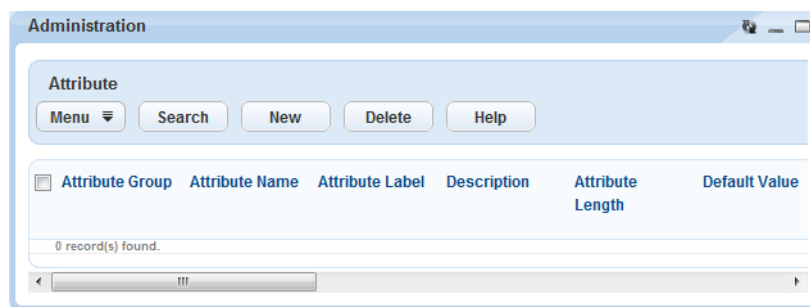 Administration
Attribute
Menu Search New Delete Help
Attribute Group Attribute Name Attribute Label Description Attribute Length Default Value
0 record(s) found.